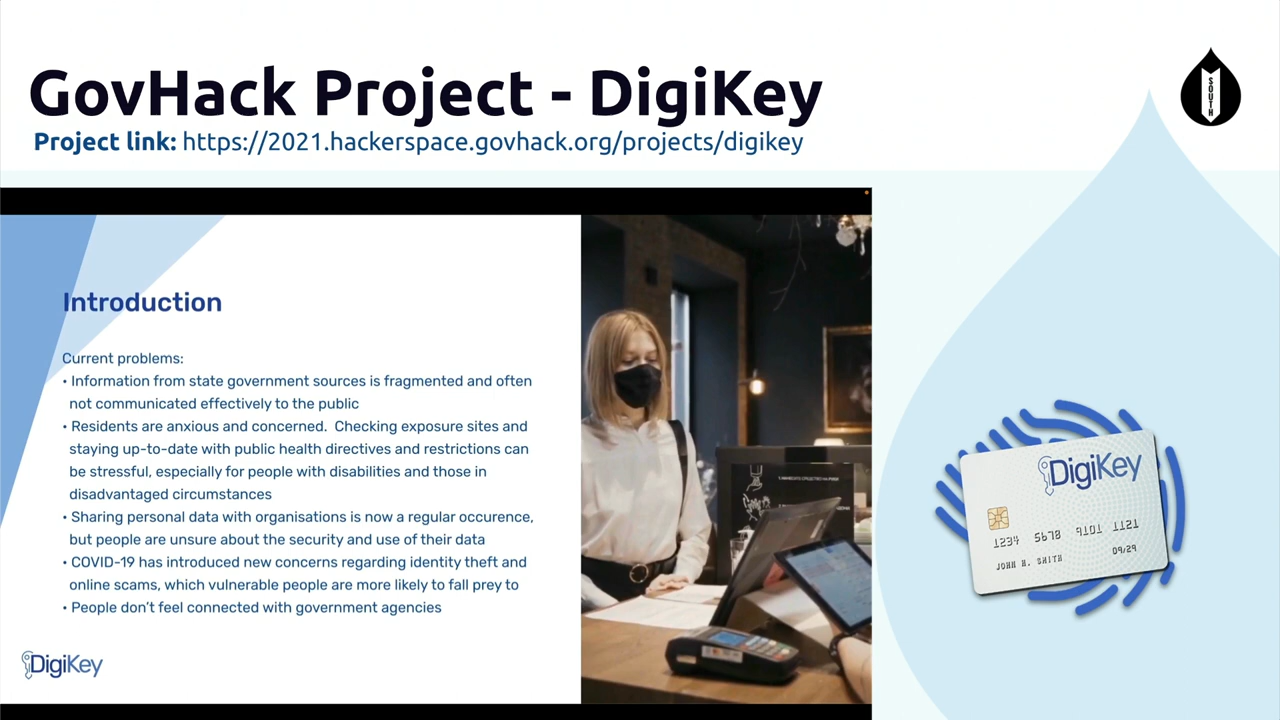 GovHack Project - DigiKey
Project link: https://2021.hackerspace.govhack.org/projects/digikey
SOUTH
Introduction
Current problems:
• Information from state government sources is fragmented and often
not communicated effectively to the public
• Residents are anxious and concerned. Checking exposure sites and
staying up-to-date with public health directives and restrictions can
be stressful, especially for people with disabilities and those in
disadvantaged circumstances
• Sharing personal data with organisations is now a regular occurence,
but people are unsure about the security and use of their data
• COVID-19 has introduced new concerns regarding identity theft and
online scams, which vulnerable people are more likely to fall prey to
• People don't feel connected with government agencies
DigiKey
DigiKey
1234 5678 9101 1121
09/29
JOHN H. SMITH